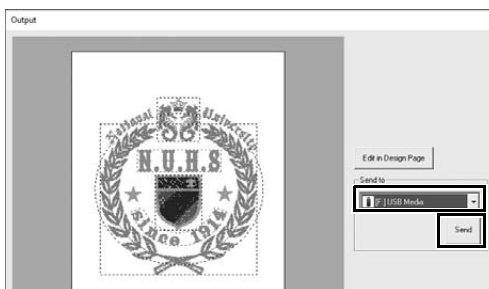 Output
National University
N.U.H.S
Since 1914
Edit in Design Page
Send to
[F:] USB Media
Send